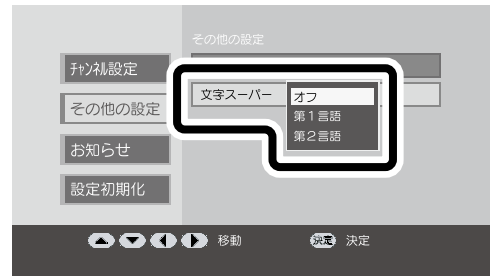 その他の設定
チャンネル設定
その他の設定
お知らせ
設定初期化
文字スーパー
オフ
第1言語
第2言語
移動
決定 決定